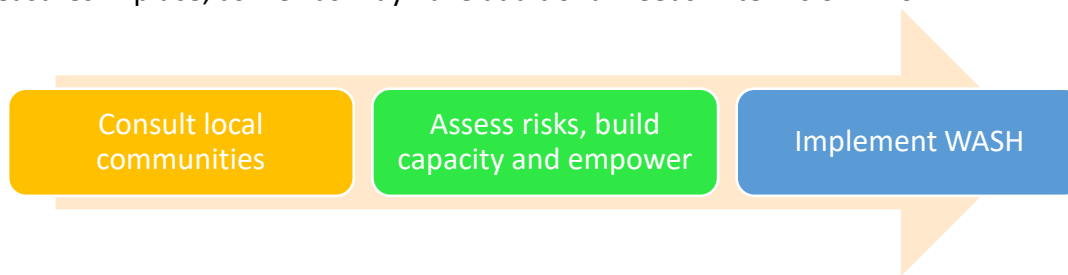 Consult local
communities
Assess risks, build
capacity and empower
Implement WASH